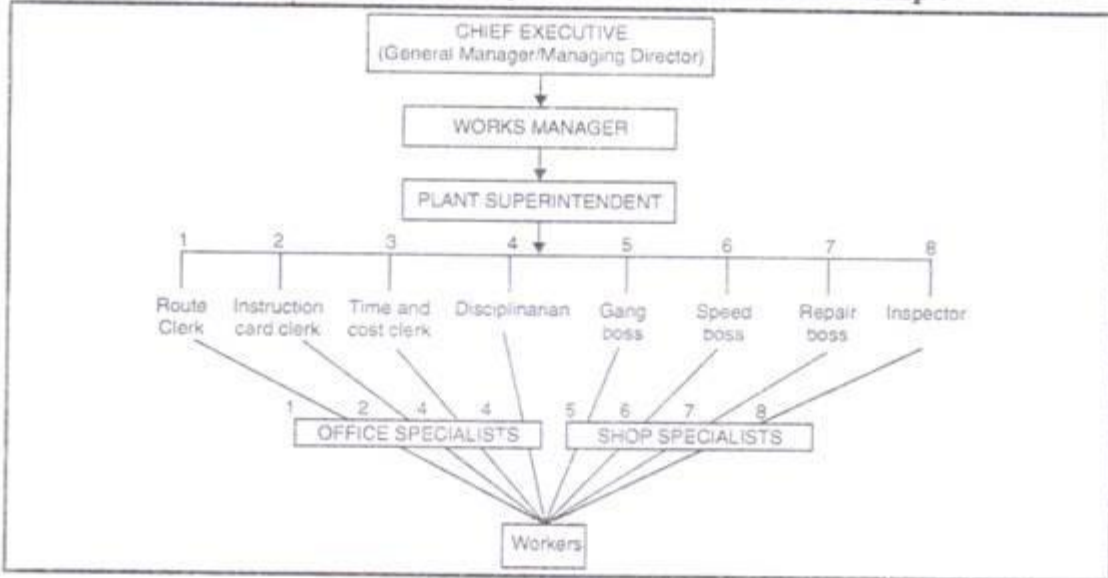 CHIEF EXECUTIVE
(General Manager/Managing Director)
WORKS MANAGER
PLANT SUPERINTENDENT
1 2 3 4 5 6 7 8
Route Instruction Time and Disciplinarian Gang Speed Repair Inspector
Clerk card clerk cost clerk boss boss boss
1 2 4 4 5 6 7 8
OFFICE SPECIALISTS SHOP SPECIALISTS
Workers